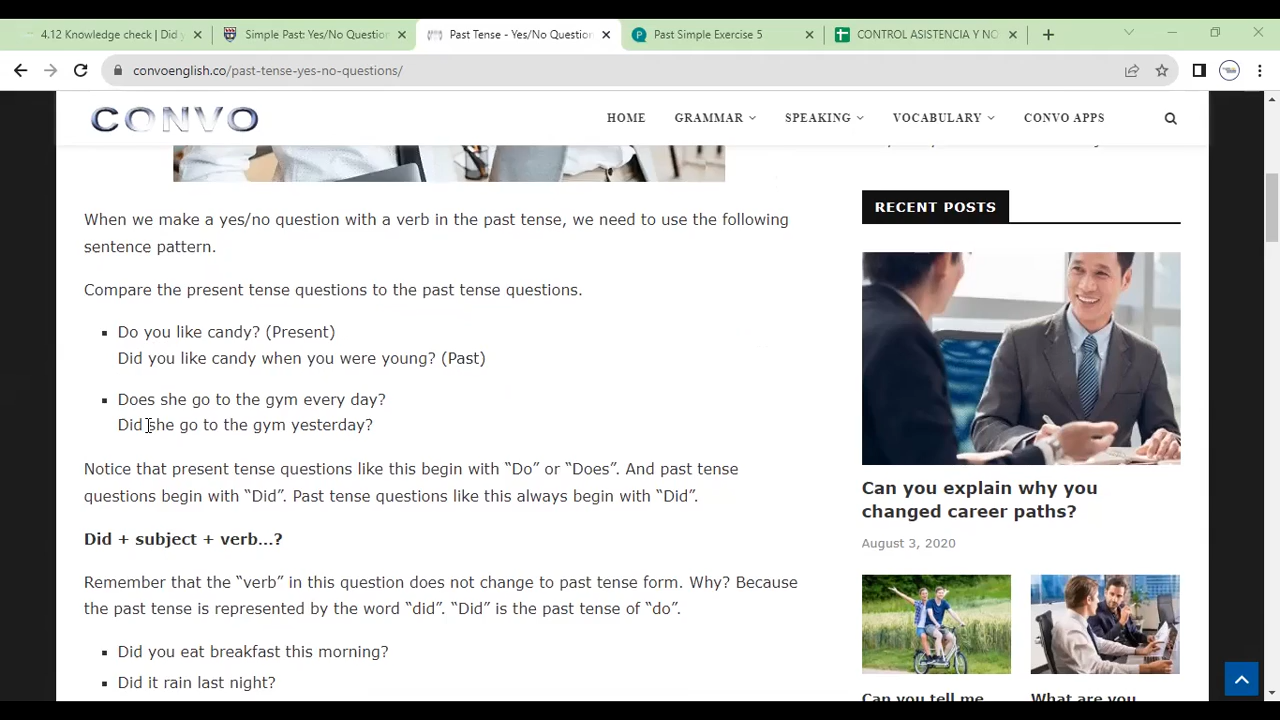 4.12 Knowledge check | Did y
Simple Past: Yes/No Question
Past Tense - Yes/No Question
Past Simple Exercise 5
CONTROL ASISTENCIA Y NO
convoenglish.co/past-tense-yes-no-questions/
CONVO
HOME
GRAMMAR
SPEAKING
VOCABULARY
CONVO APPS
When we make a yes/no question with a verb in the past tense, we need to use the following
sentence pattern.
Compare the present tense questions to the past tense questions.
▪ Do you like candy? (Present)
Did you like candy when you were young? (Past)
▪ Does she go to the gym every day?
Did she go to the gym yesterday?
Notice that present tense questions like this begin with “Do” or “Does”. And past tense
questions begin with “Did”. Past tense questions like this always begin with “Did”.
Did + subject + verb…?
Remember that the “verb” in this question does not change to past tense form. Why? Because
the past tense is represented by the word “did”. “Did” is the past tense of “do”.
▪ Did you eat breakfast this morning?
▪ Did it rain last night?
RECENT POSTS
Can you explain why you
changed career paths?
August 3, 2020
Can you tell me
What are you